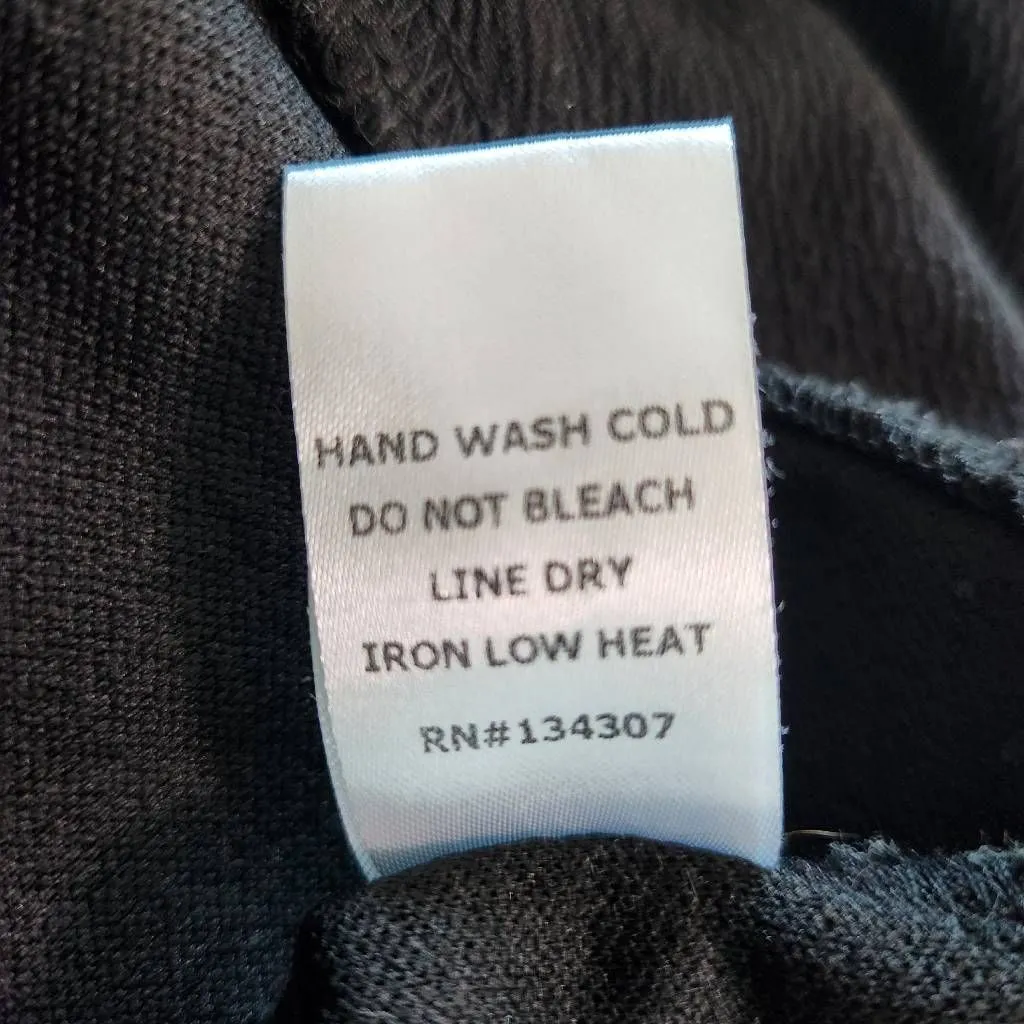 HAND WASH COLD
DO NOT BLEACH
LINE DRY
IRON LOW HEAT
RN#134307